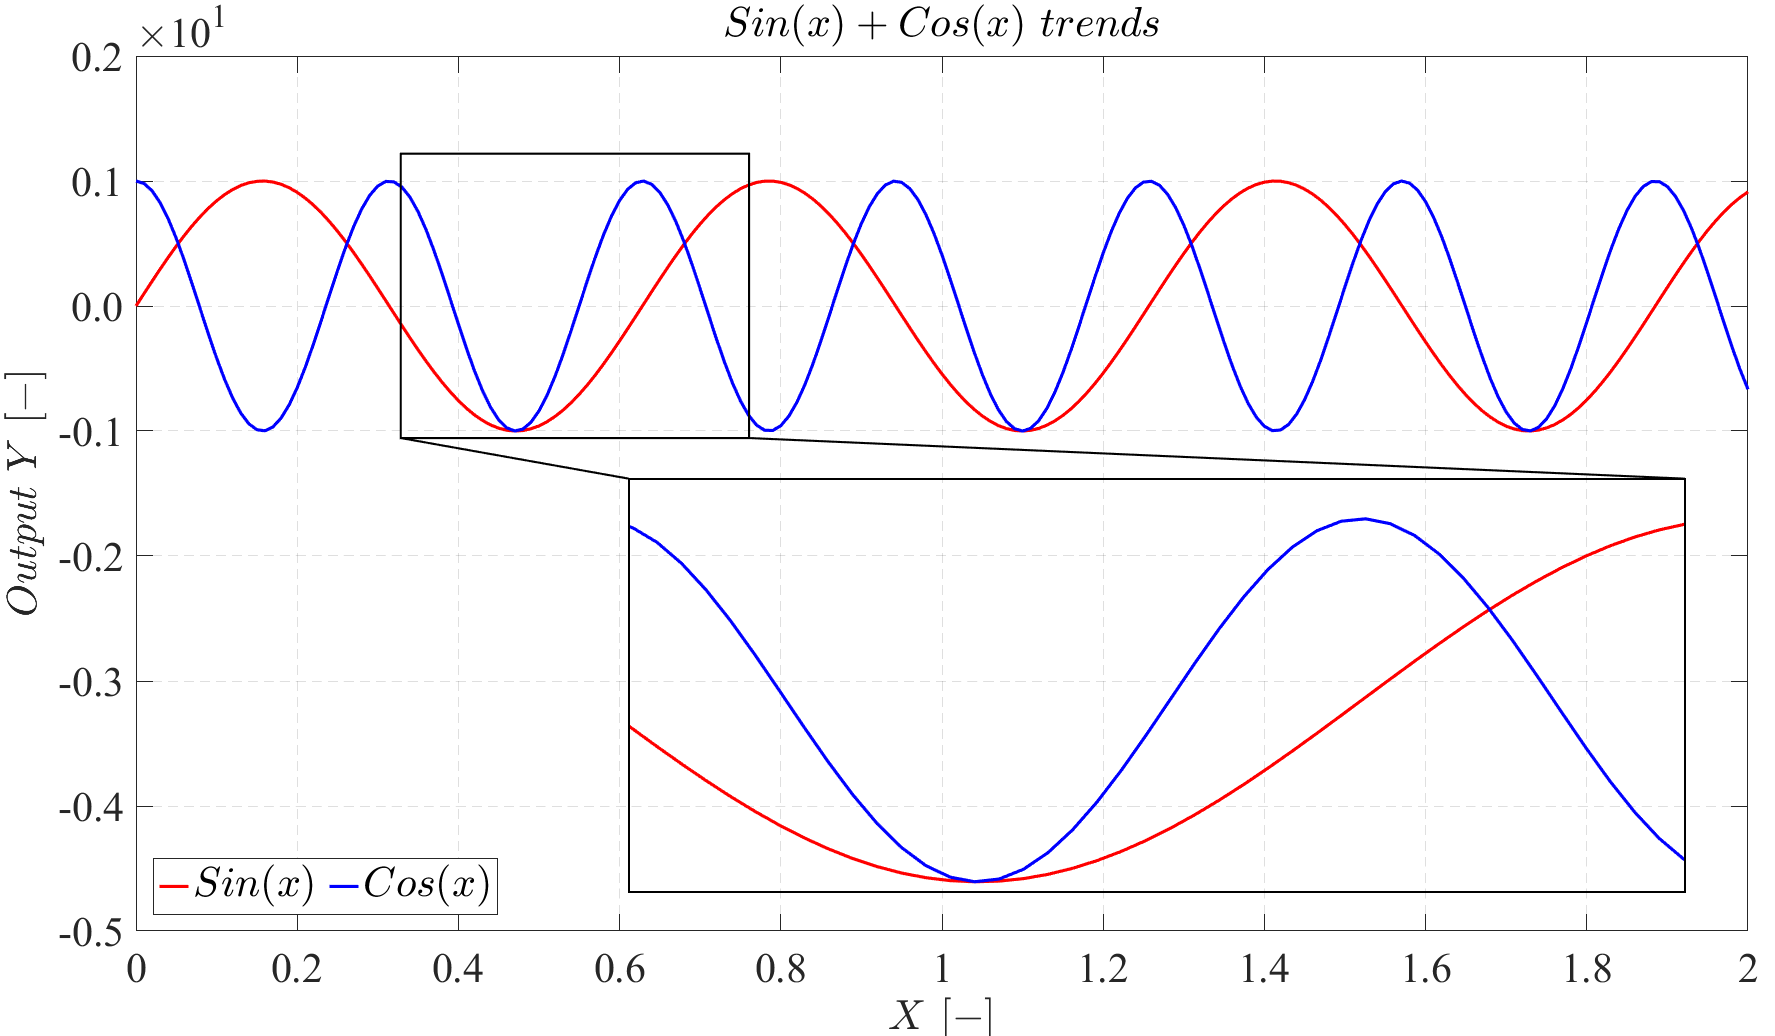 Sin(x) + Cos(x) trends
×10¹
0.2
0.1
0.0
-0.1
-0.2
-0.3
-0.4
-0.5
Output Y [−]
Sin(x) Cos(x)
0 0.2 0.4 0.6 0.8 1 1.2 1.4 1.6 1.8 2
X [−]